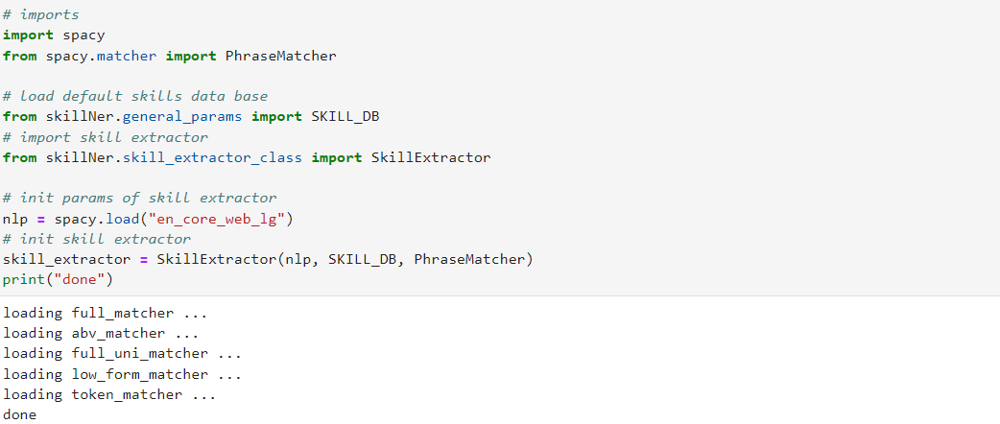 # imports
import spacy
from spacy.matcher import PhraseMatcher
# load default skills data base
from skillNer.general_params import SKILL_DB
# import skill extractor
from skillNer.skill_extractor_class import SkillExtractor
# init params of skill extractor
nlp = spacy.load("en_core_web_lg")
# init skill extractor
skill_extractor = SkillExtractor(nlp, SKILL_DB, PhraseMatcher)
print("done")
loading full_matcher ...
loading abv_matcher ...
loading full_uni_matcher ...
loading low_form_matcher ...
loading token_matcher ...
done